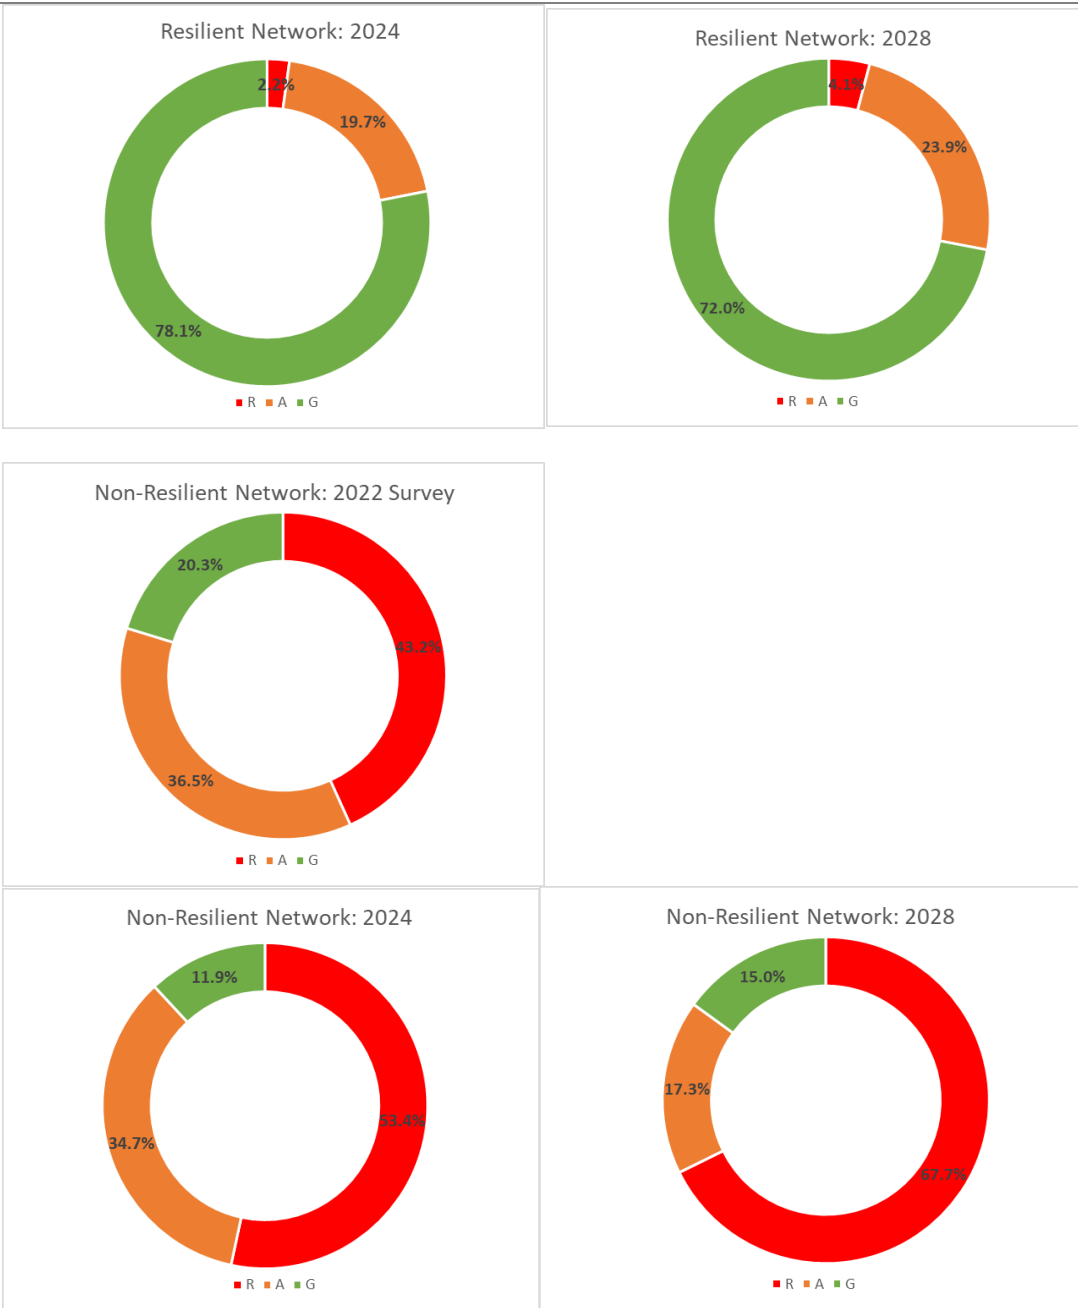 Resilient Network: 2024
2.2%
19.7%
78.1%
R A G
Resilient Network: 2028
4.1%
23.9%
72.0%
R A G
Non-Resilient Network: 2022 Survey
20.3%
43.2%
36.5%
R A G
Non-Resilient Network: 2024
11.9%
53.4%
34.7%
R A G
Non-Resilient Network: 2028
15.0%
17.3%
67.7%
R A G